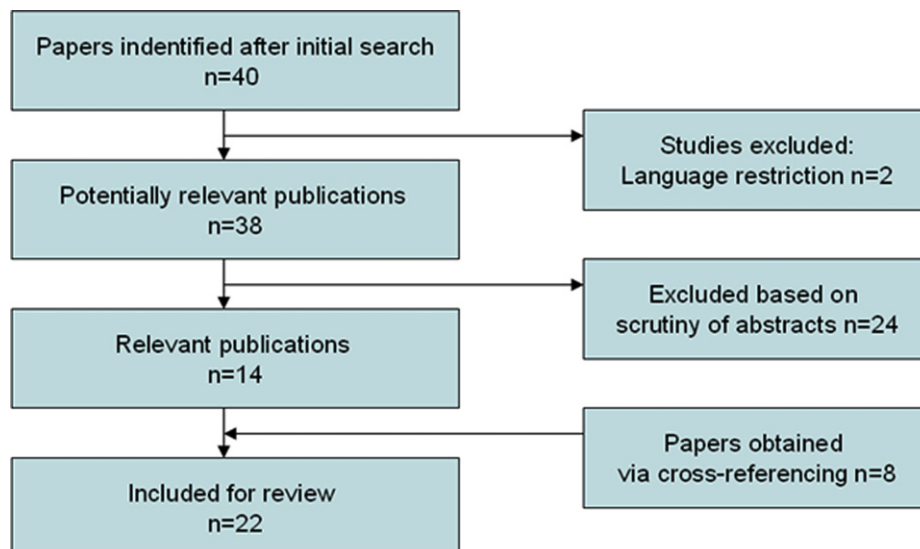 Papers indentified after initial search
n=40
Studies excluded:
Language restriction n=2
Potentially relevant publications
n=38
Excluded based on
scrutiny of abstracts n=24
Relevant publications
n=14
Papers obtained
via cross-referencing n=8
Included for review
n=22